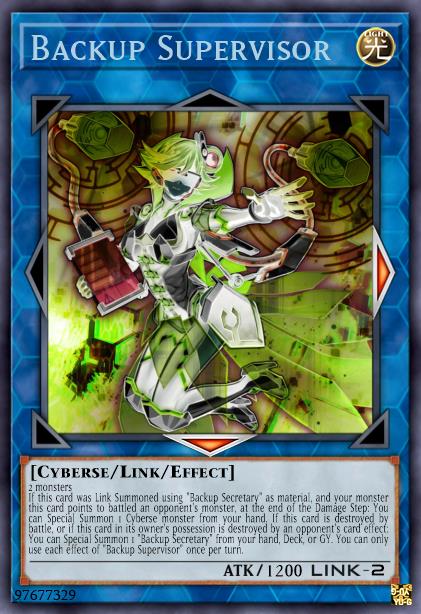 BACKUP SUPERVISOR
LIGHT
光
[CYBERSE/LINK/EFFECT]
2 monsters
If this card was Link Summoned using "Backup Secretary" as material, and your monster
this card points to battled an opponent's monster, at the end of the Damage Step: You
can Special Summon 1 Cyberse monster from your hand. If this card is destroyed by
battle, or if this card in its owner's possession is destroyed by an opponent's card effect:
You can Special Summon 1 "Backup Secretary" from your hand, Deck, or GY. You can only
use each effect of "Backup Supervisor" once per turn.
ATK/1200 LINK-2
97677329